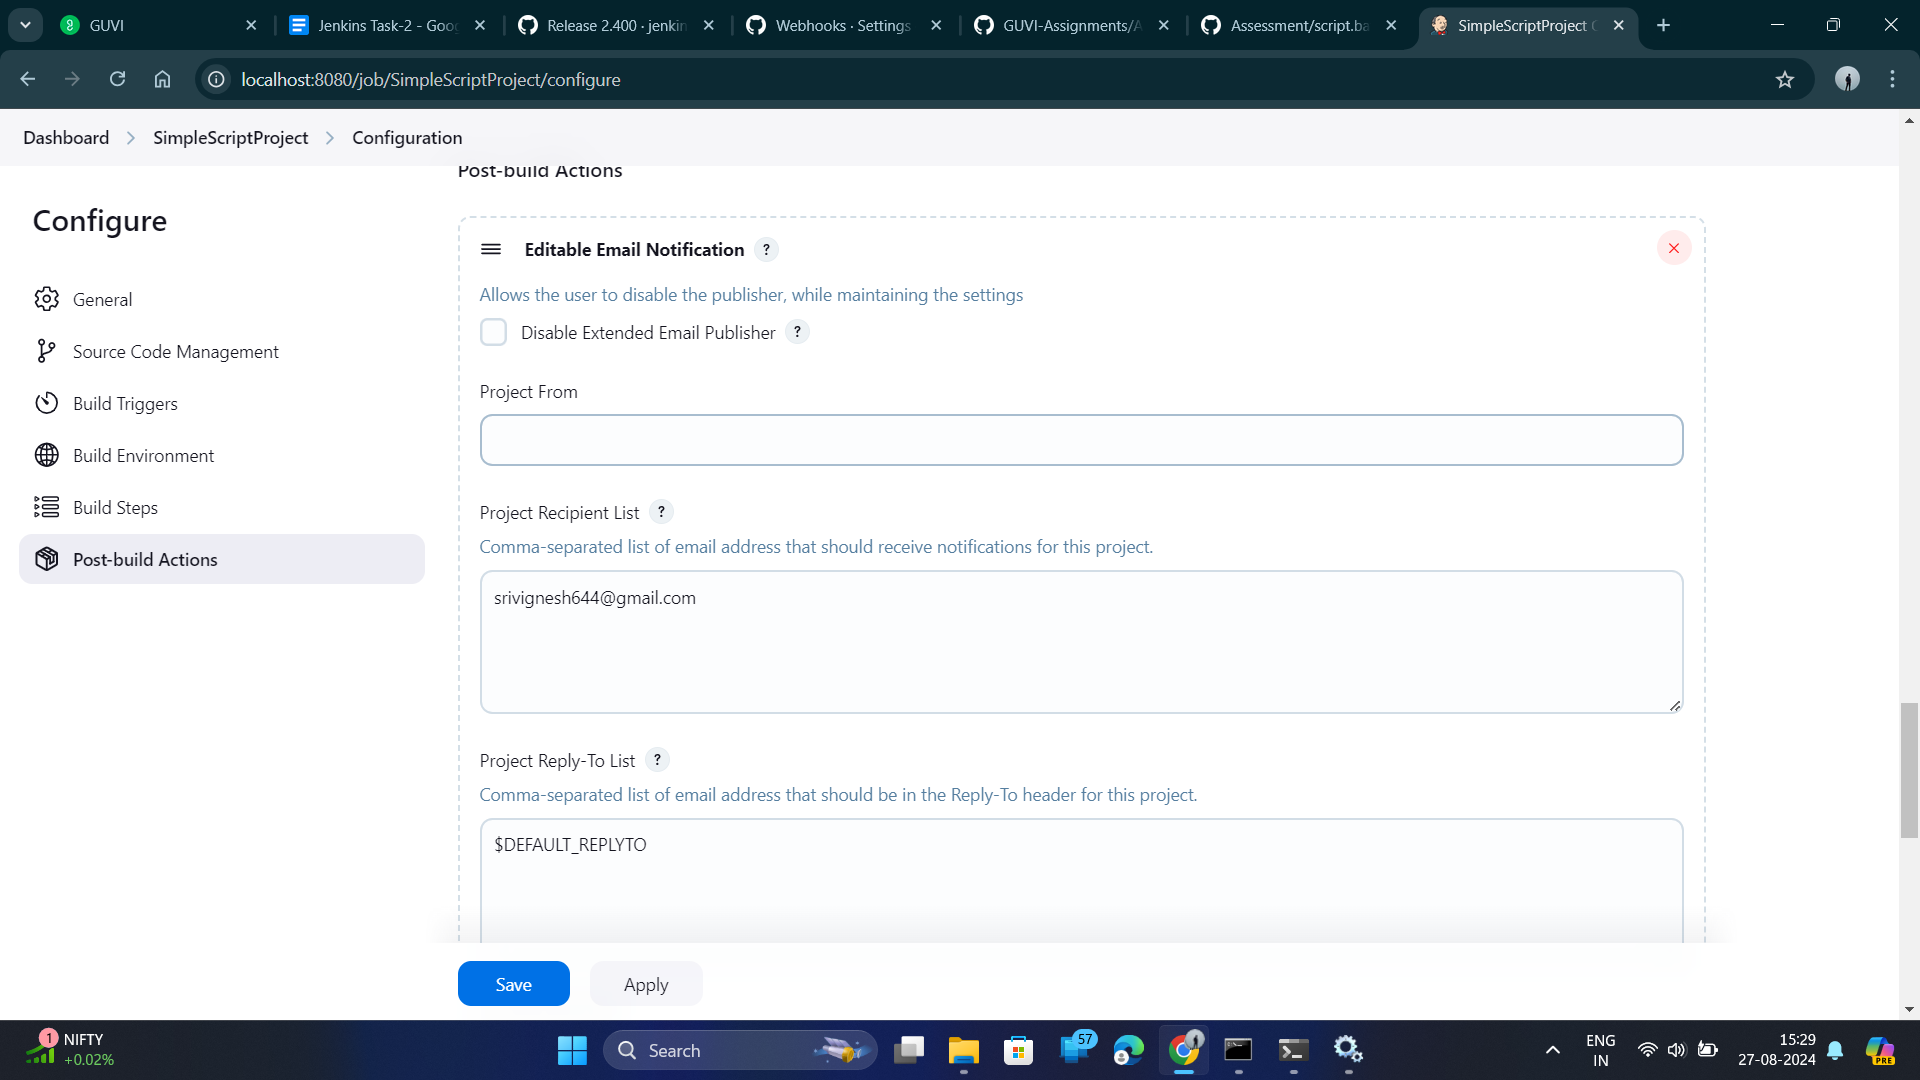 GUVI
Jenkins Task-2 - Goo
Release 2.400 · jenkin
Webhooks · Settings
GUVI-Assignments/A
Assessment/script.ba
SimpleScriptProject C
localhost:8080/job/SimpleScriptProject/configure
Dashboard
SimpleScriptProject
Configuration
Post-build Actions
Configure
General
Source Code Management
Build Triggers
Build Environment
Build Steps
Post-build Actions
Editable Email Notification ?
Allows the user to disable the publisher, while maintaining the settings
Disable Extended Email Publisher ?
Project From
Project Recipient List ?
Comma-separated list of email address that should receive notifications for this project.
srivignesh644@gmail.com
Project Reply-To List ?
Comma-separated list of email address that should be in the Reply-To header for this project.
$DEFAULT_REPLYTO
Save
Apply
1
NIFTY
+0.02%
Search
57
ENG
IN
15:29
27-08-2024
PRE